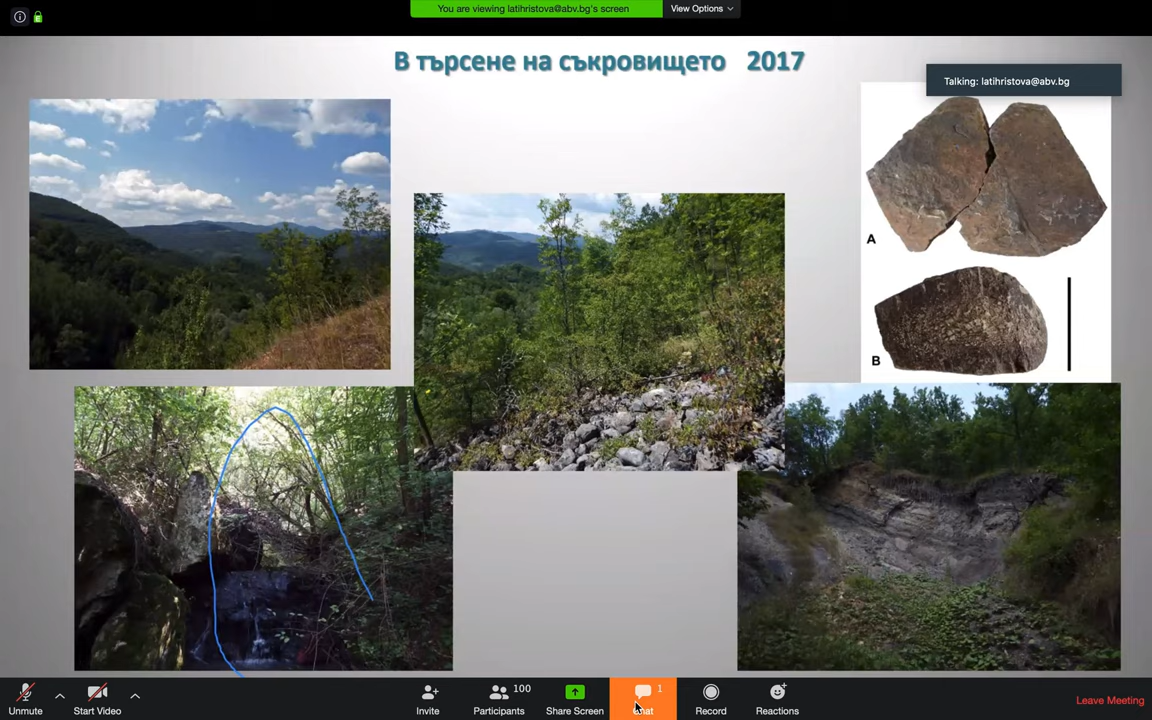 You are viewing latihristova@abv.bg's screen
View Options
E
В търсене на съкровището 2017
Talking: latihristova@abv.bg
A
B
Unmute
Start Video
Invite
100
Participants
Share Screen
1
Chat
Record
Reactions
Leave Meeting